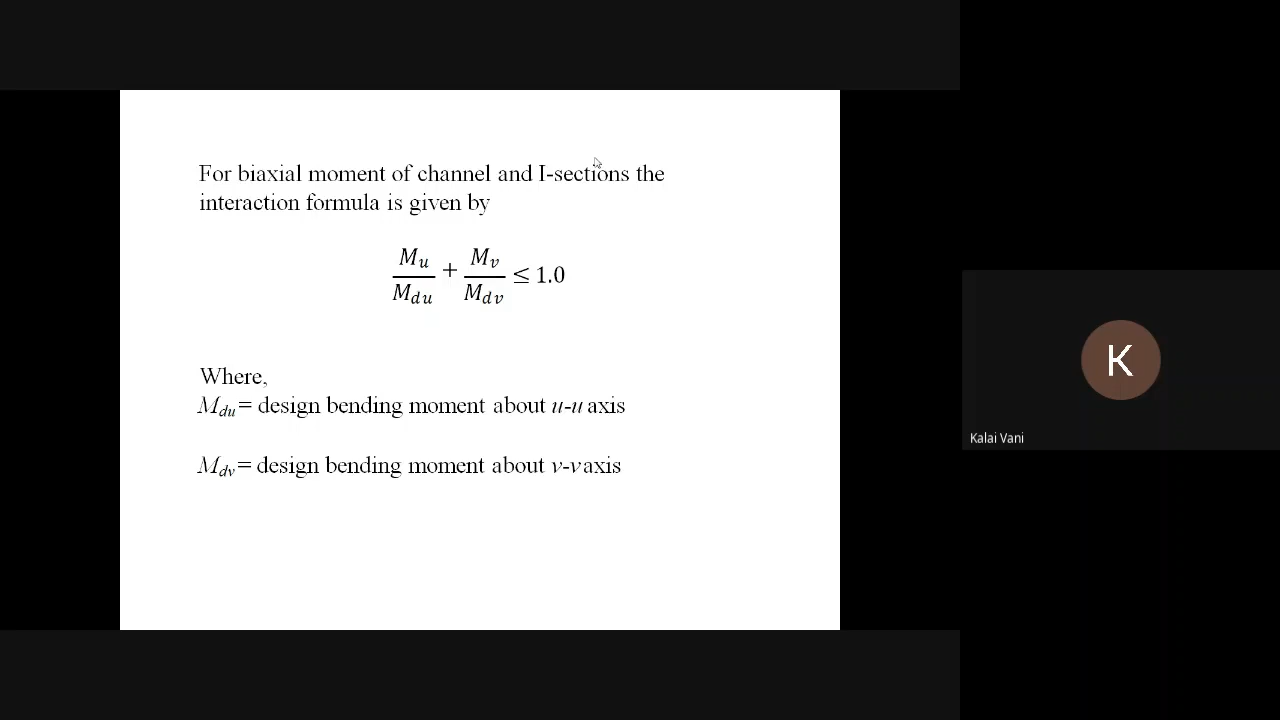 For biaxial moment of channel and I-sections the
interaction formula is given by
M_u/M_du + M_v/M_dv ≤ 1.0
Where,
M_du = design bending moment about u-u axis
M_dv = design bending moment about v-v axis
K
Kalai Vani